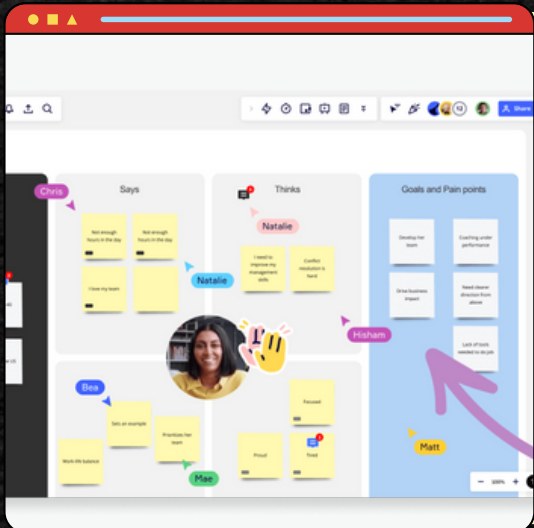 Share
Chris
Says
Thinks
Goals and Pain points
Not enough
hours in the day
Not enough
hours in the day
Natalie
Develop her
team
Coaching under
performance
I need to
improve my
management
skills
Conflict
resolution is
hard
I love my team
Natalie
Drive business
impact
Need clearer
direction from
above
Hisham
Lack of tools
needed to do job
Bea
Sets an example
Prioritizes her
team
Work life balance
Mae
Focused
Proud
Tired
Matt
100%